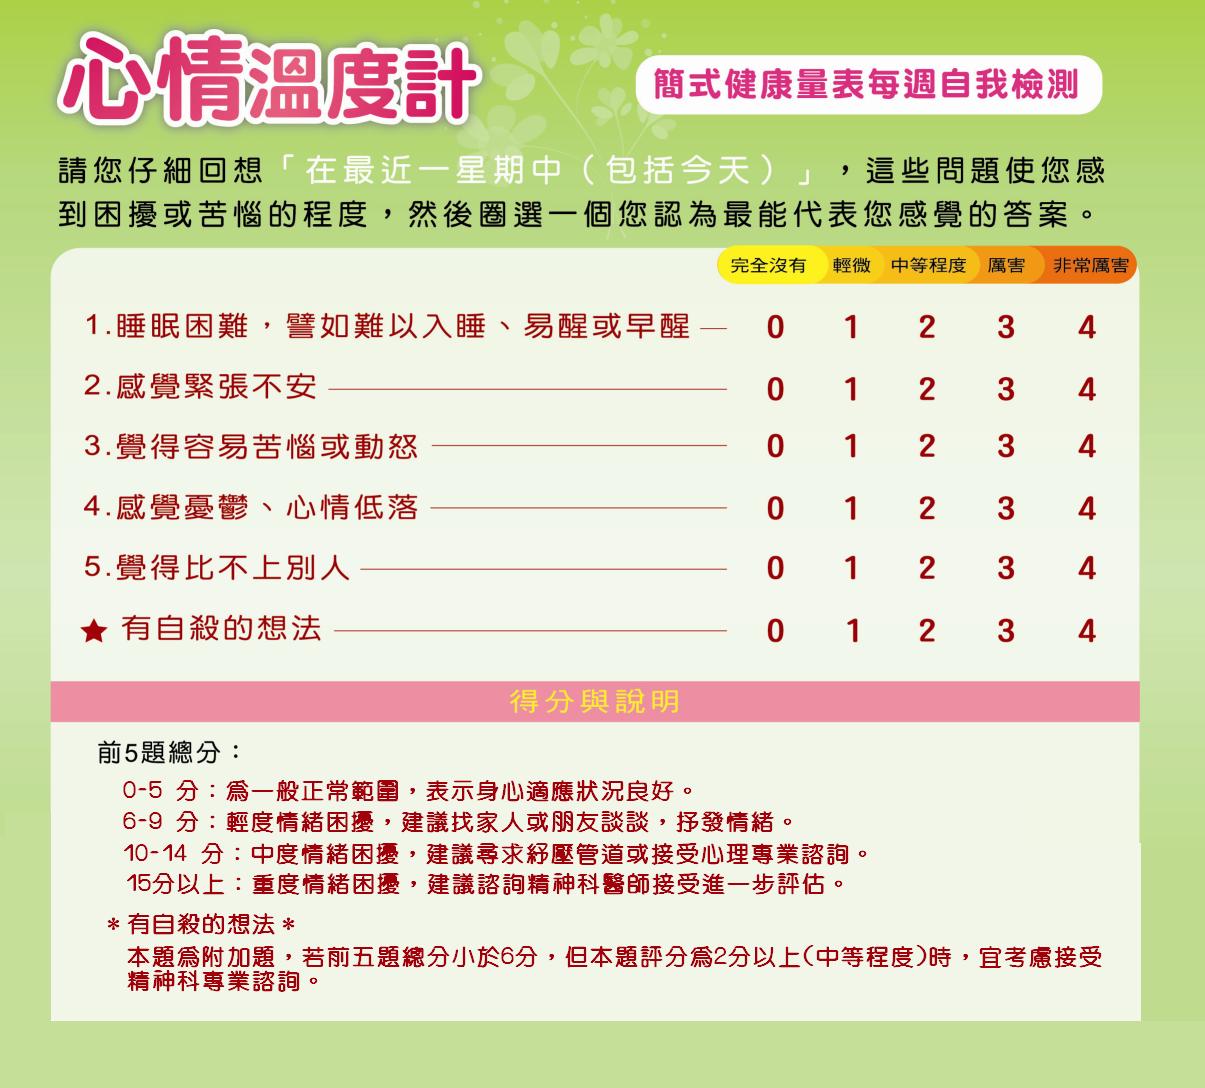 心情溫度計
簡式健康量表每週自我檢測
請您仔細回想「在最近一星期中（包括今天）」，這些問題使您感
到困擾或苦惱的程度，然後圈選一個您認為最能代表您感覺的答案。
完全沒有 輕微 中等程度 厲害 非常厲害
1.睡眠困難，譬如難以入睡、易醒或早醒 0 1 2 3 4
2.感覺緊張不安 0 1 2 3 4
3.覺得容易苦惱或動怒 0 1 2 3 4
4.感覺憂鬱、心情低落 0 1 2 3 4
5.覺得比不上別人 0 1 2 3 4
★ 有自殺的想法 0 1 2 3 4
得分與說明
前5題總分：
0-5 分：為一般正常範圍，表示身心適應狀況良好。
6-9 分：輕度情緒困擾，建議找家人或朋友談談，抒發情緒。
10-14 分：中度情緒困擾，建議尋求紓壓管道或接受心理專業諮詢。
15分以上：重度情緒困擾，建議諮詢精神科醫師接受進一步評估。
＊有自殺的想法＊
本題為附加題，若前五題總分小於6分，但本題評分為2分以上(中等程度)時，宜考慮接受
精神科專業諮詢。